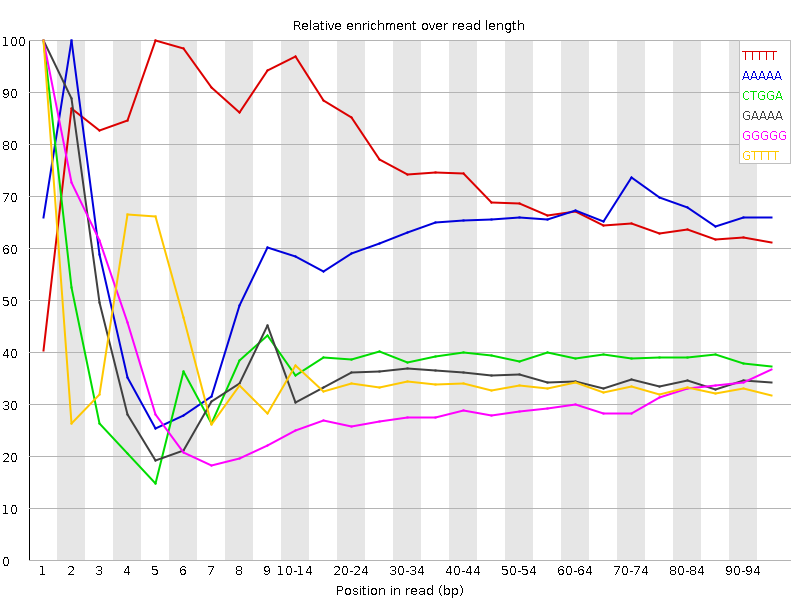 Relative enrichment over read length
100
90
80
70
60
50
40
30
20
10
0
TTTTT
AAAAA
CTGGA
GAAAA
GGGGG
GTTTT
1 2 3 4 5 6 7 8 9 10-14 20-24 30-34 40-44 50-54 60-64 70-74 80-84 90-94
Position in read (bp)